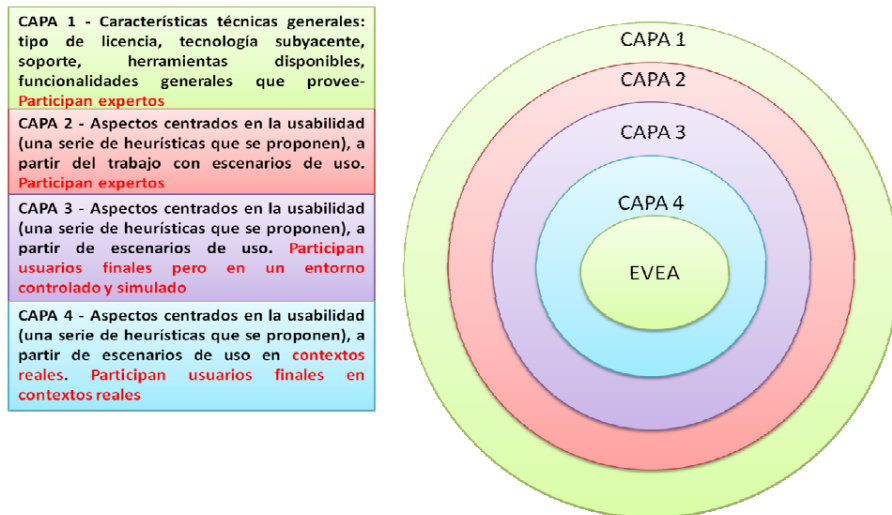 CAPA 1 - Características técnicas generales:
tipo de licencia, tecnología subyacente,
soporte, herramientas disponibles,
funcionalidades generales que provee-
Participan expertos
CAPA 2 - Aspectos centrados en la usabilidad
(una serie de heurísticas que se proponen), a
partir del trabajo con escenarios de uso.
Participan expertos
CAPA 3 - Aspectos centrados en la usabilidad
(una serie de heurísticas que se proponen), a
partir de escenarios de uso. Participan
usuarios finales pero en un entorno
controlado y simulado
CAPA 4 - Aspectos centrados en la usabilidad
(una serie de heurísticas que se proponen), a
partir de escenarios de uso en contextos
reales. Participan usuarios finales en
contextos reales
CAPA 1
CAPA 2
CAPA 3
CAPA 4
EVEA